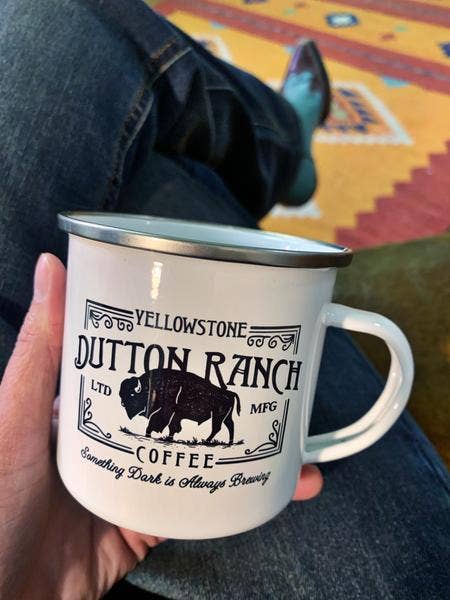 YELLOWSTONE
DUTTON RANCH
LTD MFG
COFFEE
Something Dark is Always Brewing